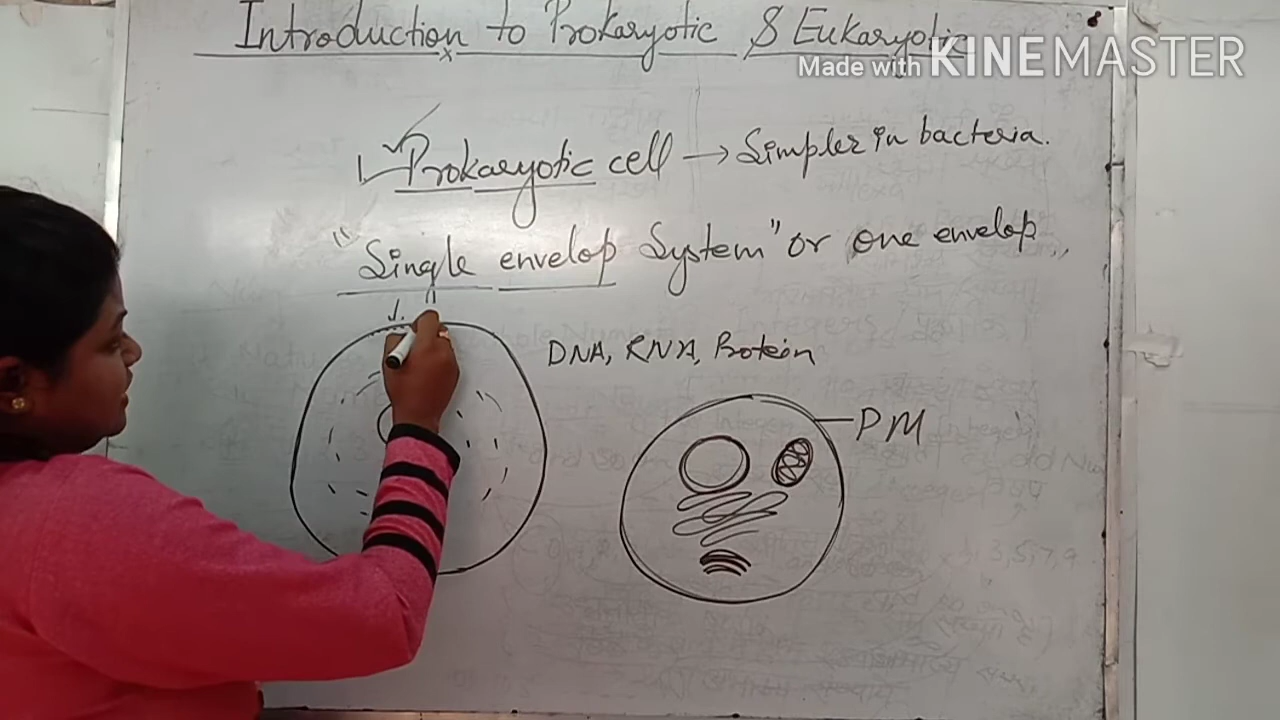 Introduction to Prokaryotic & Eukaryotic
Made with KINEMASTER
Prokaryotic cell → Simpler in bacteria.
"Single envelop System" or one envelop
DNA, RNA, Protein
PM